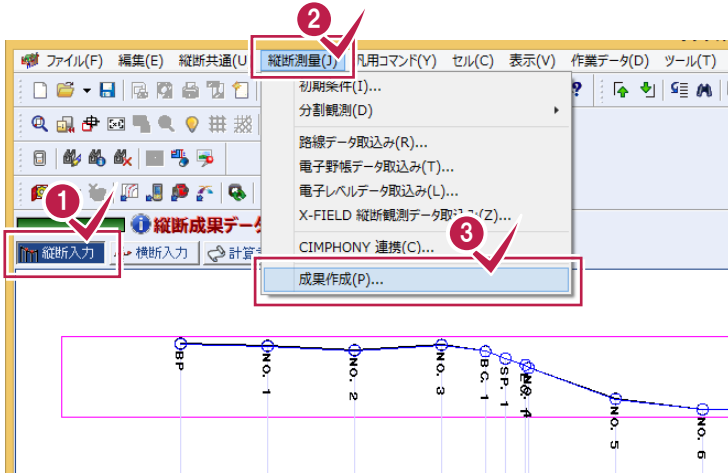 2
ファイル(F) 編集(E) 縦断共通(U 縦断測量(J) 凡用コマンド(Y) セル(C) 表示(V) 作業データ(D) ツール(T)
初期条件(I)...
分割観測(D)
路線データ取込み(R)...
電子野帳データ取込み(T)...
電子レベルデータ取込み(L)...
X-FIELD 縦断観測データ取込み(Z)...
1
縦断成果データ
3
縦断入力 横断入力 計算
CIMPHONY 連携(C)...
成果作成(P)...
BP
NO. 1
NO. 2
NO. 3
BC. 1
SP. 1
NO. 4
NO. 5
NO. 6